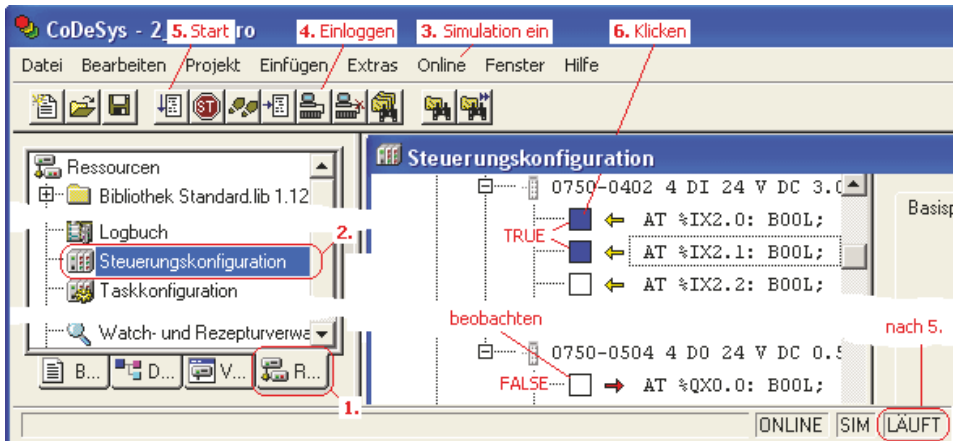 CoDeSys - 2_ ro
5. Start
4. Einloggen
3. Simulation ein
6. Klicken
Datei Bearbeiten Projekt Einfügen Extras Online Fenster Hilfe
ST
Steuerungskonfiguration
Ressourcen
Bibliothek Standard.lib 1.12
Logbuch
2.
Steuerungskonfiguration
Taskkonfiguration
Watch- und Rezepturverwa
B... D... V... R...
1.
0750-0402 4 DI 24 V DC 3.0
AT %IX2.0: BOOL;
TRUE
AT %IX2.1: BOOL;
AT %IX2.2: BOOL;
beobachten
0750-0504 4 DO 24 V DC 0.5
FALSE
AT %QX0.0: BOOL;
Basisp
nach 5.
ONLINE SIM LÄUFT